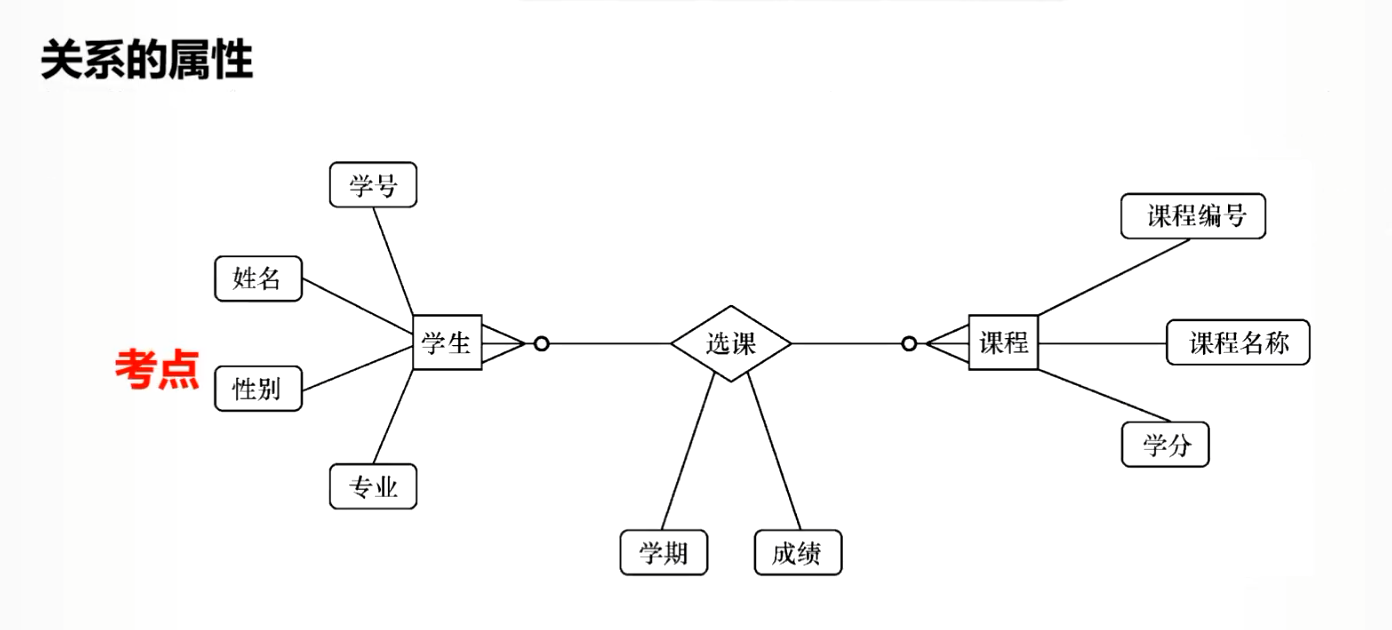 关系的属性
学号
课程编号
姓名
学生
选课
课程
课程名称
考点
性别
学分
专业
学期
成绩